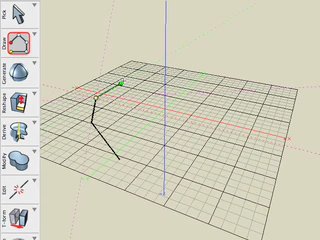 Pick
Draw
Generate
Reshape
Derive
Modify
Edit
T-form